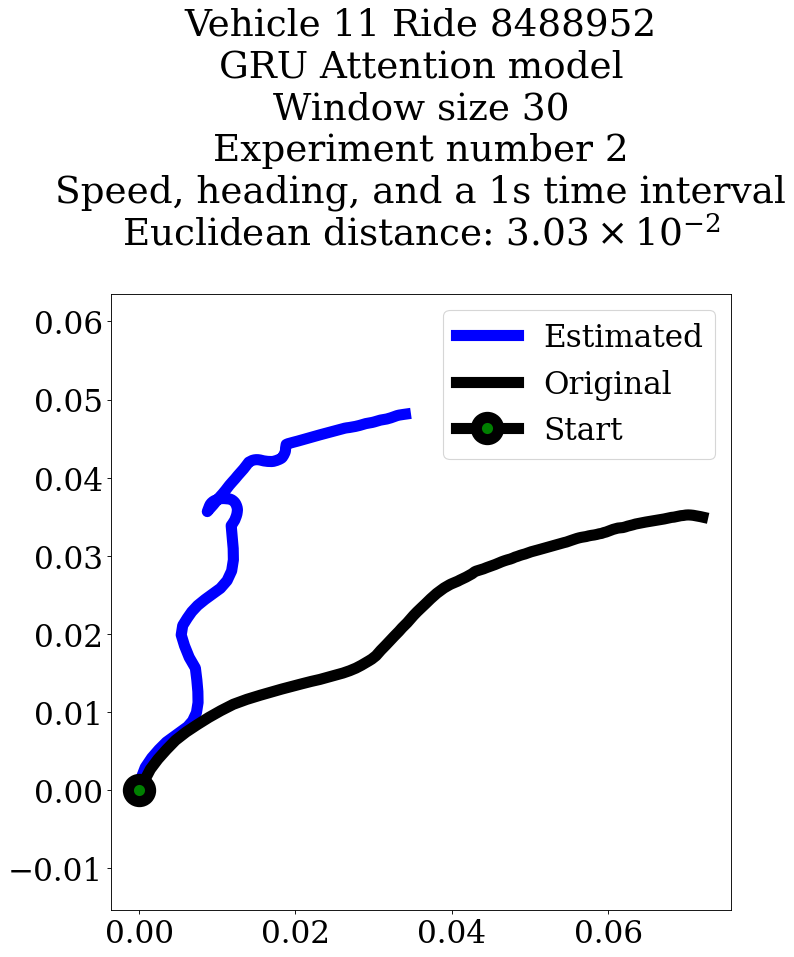 Vehicle 11 Ride 8488952
GRU Attention model
Window size 30
Experiment number 2
Speed, heading, and a 1s time interval
Euclidean distance: 3.03 × 10⁻²
Estimated
Original
Start
0.06
0.05
0.04
0.03
0.02
0.01
0.00
−0.01
0.00 0.02 0.04 0.06